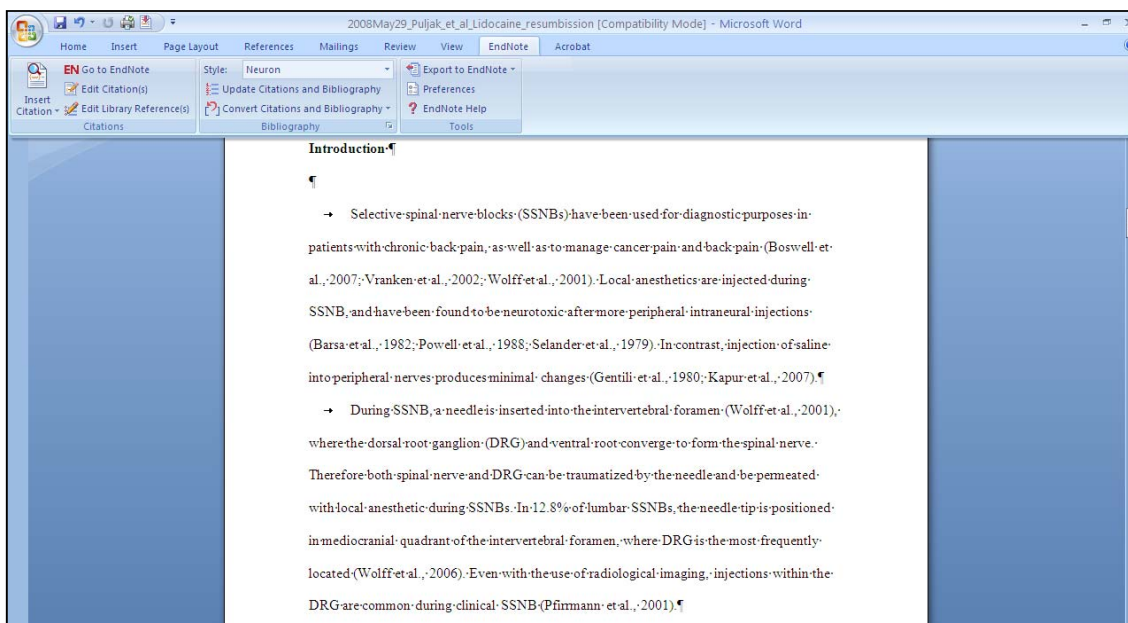 2008May29_Puljak_et_al_Lidocaine_resumbission [Compatibility Mode] - Microsoft Word
Home Insert Page Layout References Mailings Review View EndNote Acrobat
EN Go to EndNote Style: Neuron Export to EndNote
Edit Citation(s) Update Citations and Bibliography Preferences
Insert Citation Edit Library Reference(s) Convert Citations and Bibliography ? EndNote Help
Citations Bibliography Tools
Introduction·¶
¶
→ Selective·spinal·nerve·blocks·(SSNBs)·have·been·used·for·diagnostic·purposes·in·
patients·with·chronic·back·pain,·as·well·as·to·manage·cancer·pain·and·back·pain·(Boswell·et·
al.,·2007;·Vranken·et·al.,·2002;·Wolff·et·al.,·2001).·Local·anesthetics·are·injected·during·
SSNB,·and·have·been·found·to·be·neurotoxic·after·more·peripheral·intraneural·injections·
(Barsa·et·al.,·1982;·Powell·et·al.,·1988;·Selander·et·al.,·1979).·In·contrast,·injection·of·saline·
into·peripheral·nerves·produces·minimal·changes·(Gentili·et·al.,·1980;·Kapur·et·al.,·2007).¶
→ During·SSNB,·a·needle·is·inserted·into·the·intervertebral·foramen·(Wolff·et·al.,·2001),·
where·the·dorsal·root·ganglion·(DRG)·and·ventral·root·converge·to·form·the·spinal·nerve.·
Therefore·both·spinal·nerve·and·DRG·can·be·traumatized·by·the·needle·and·be·permeated·
with·local·anesthetic·during·SSNBs.·In·12.8%·of·lumbar·SSNBs,·the·needle·tip·is·positioned·
in·mediocranial·quadrant·of·the·intervertebral·foramen,·where·DRG·is·the·most·frequently·
located·(Wolff·et·al.,·2006).·Even·with·the·use·of·radiological·imaging,·injections·within·the·
DRG·are·common·during·clinical·SSNB·(Pfirrmann·et·al.,·2001).¶